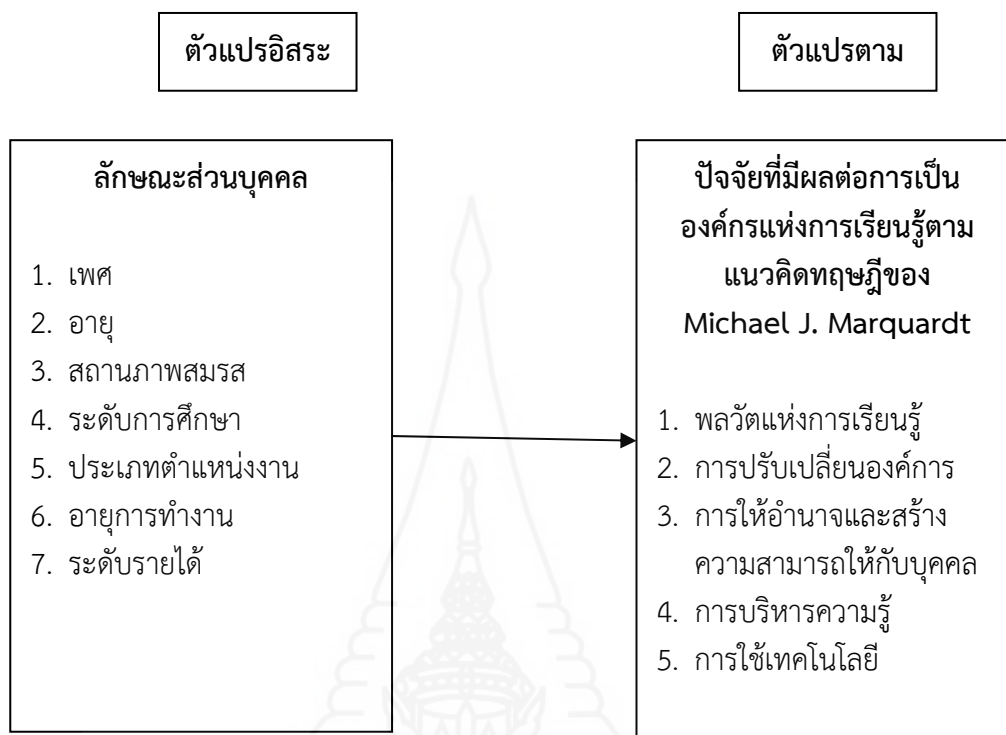 ตัวแปรอิสระ
ตัวแปรตาม
ลักษณะส่วนบุคคล
1. เพศ
2. อายุ
3. สถานภาพสมรส
4. ระดับการศึกษา
5. ประเภทตำแหน่งงาน
6. อายุการทำงาน
7. ระดับรายได้
ปัจจัยที่มีผลต่อการเป็น
องค์กรแห่งการเรียนรู้ตาม
แนวคิดทฤษฎีของ
Michael J. Marquardt
1. พลวัตแห่งการเรียนรู้
2. การปรับเปลี่ยนองค์การ
3. การให้อำนาจและสร้าง
ความสามารถให้กับบุคคล
4. การบริหารความรู้
5. การใช้เทคโนโลยี